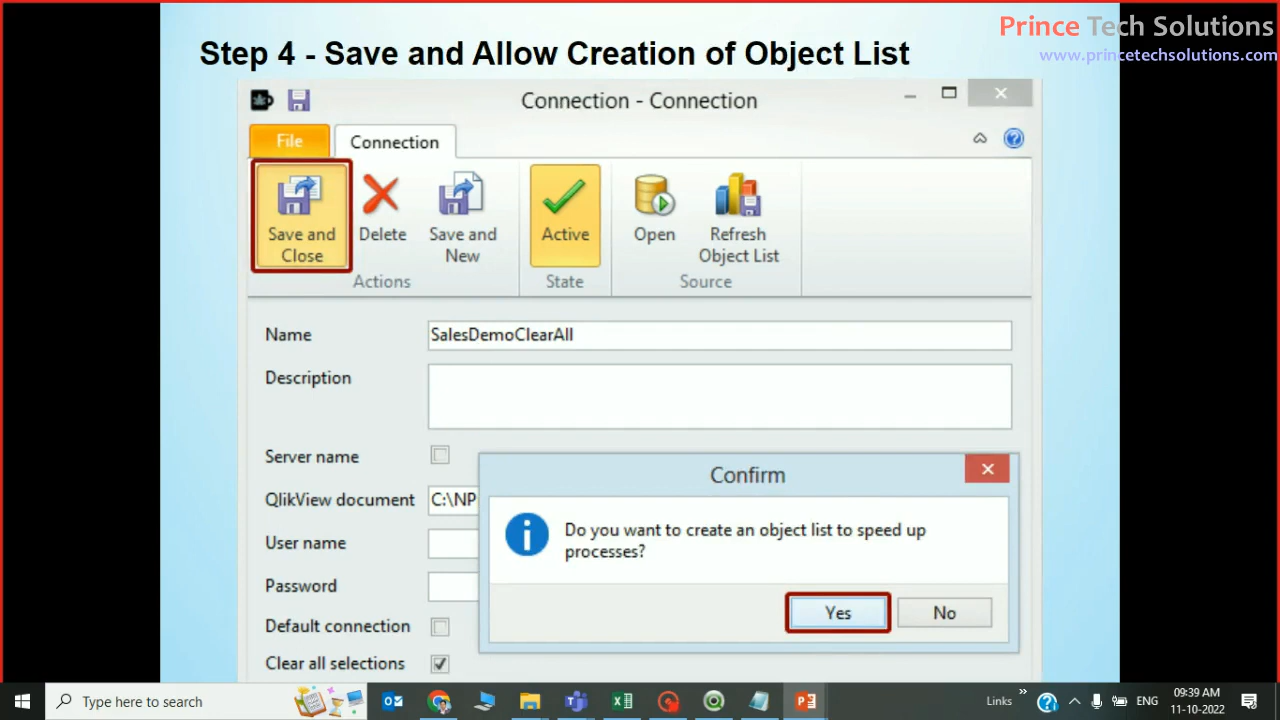 Prince Tech Solutions
www.princetechsolutions.com
Step 4 - Save and Allow Creation of Object List
Connection - Connection
File
Connection
Save and
Close
Delete
Save and
New
Active
Open
Refresh
Object List
Actions
State
Source
Name
SalesDemoClearAll
Description
Server name
QlikView document
C:\NP
User name
Password
Default connection
Clear all selections
Confirm
Do you want to create an object list to speed up
processes?
Yes
No
Type here to search
Links
ENG
09:39 AM
11-10-2022